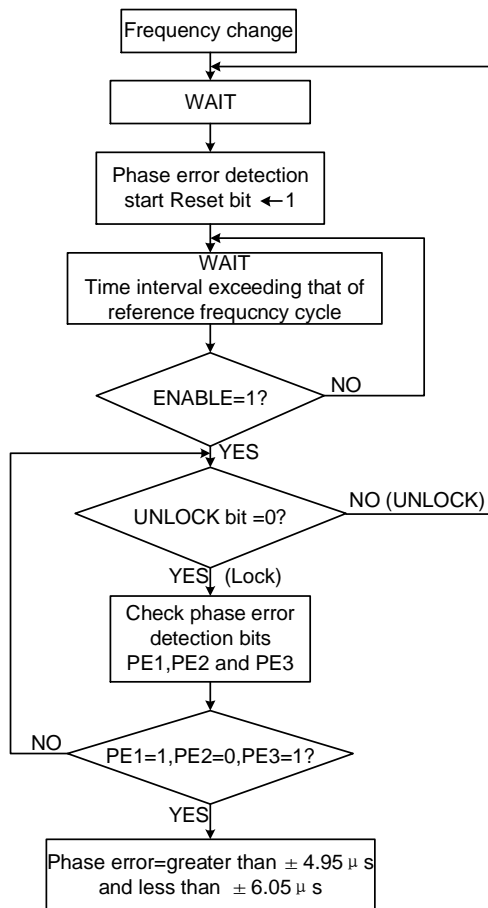 Frequency change
WAIT
Phase error detection
start Reset bit ←1
WAIT
Time interval exceeding that of
reference frequcncy cycle
ENABLE=1?
NO
YES
UNLOCK bit =0?
NO (UNLOCK)
YES (Lock)
Check phase error
detection bits
PE1,PE2 and PE3
PE1=1,PE2=0,PE3=1?
NO
YES
Phase error=greater than ± 4.95 μ s
and less than ± 6.05 μ s